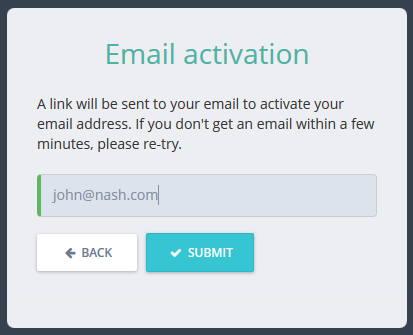 Email activation
A link will be sent to your email to activate your
email address. If you don't get an email within a few
minutes, please re-try.
john@nash.com
BACK
SUBMIT